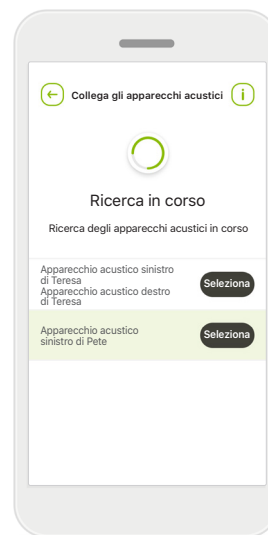 Collega gli apparecchi acustici
i
Ricerca in corso
Ricerca degli apparecchi acustici in corso
Apparecchio acustico sinistro
di Teresa
Apparecchio acustico destro
di Teresa
Seleziona
Apparecchio acustico
sinistro di Pete
Seleziona